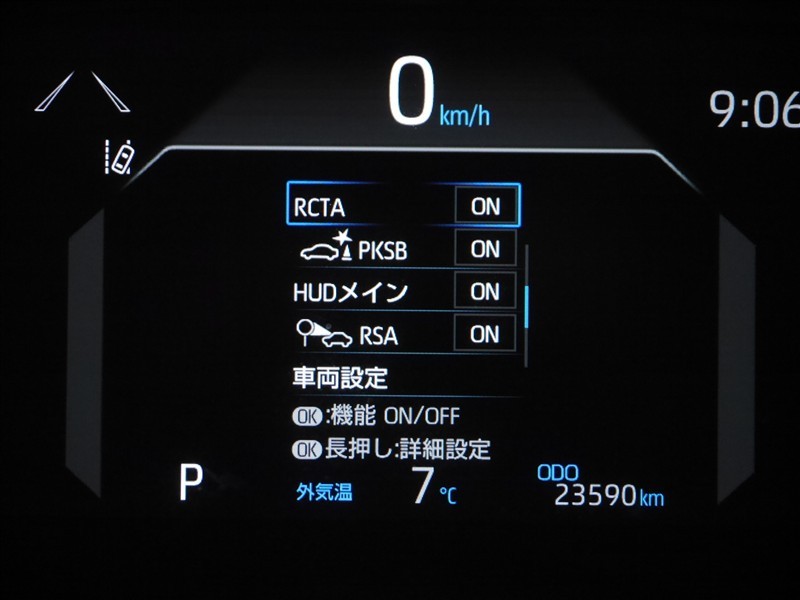 0 km/h
9:06
RCTA ON
PKSB ON
HUDメイン ON
RSA ON
車両設定
OK:機能 ON/OFF
OK長押し:詳細設定
P 外気温 7℃ ODO
23590km